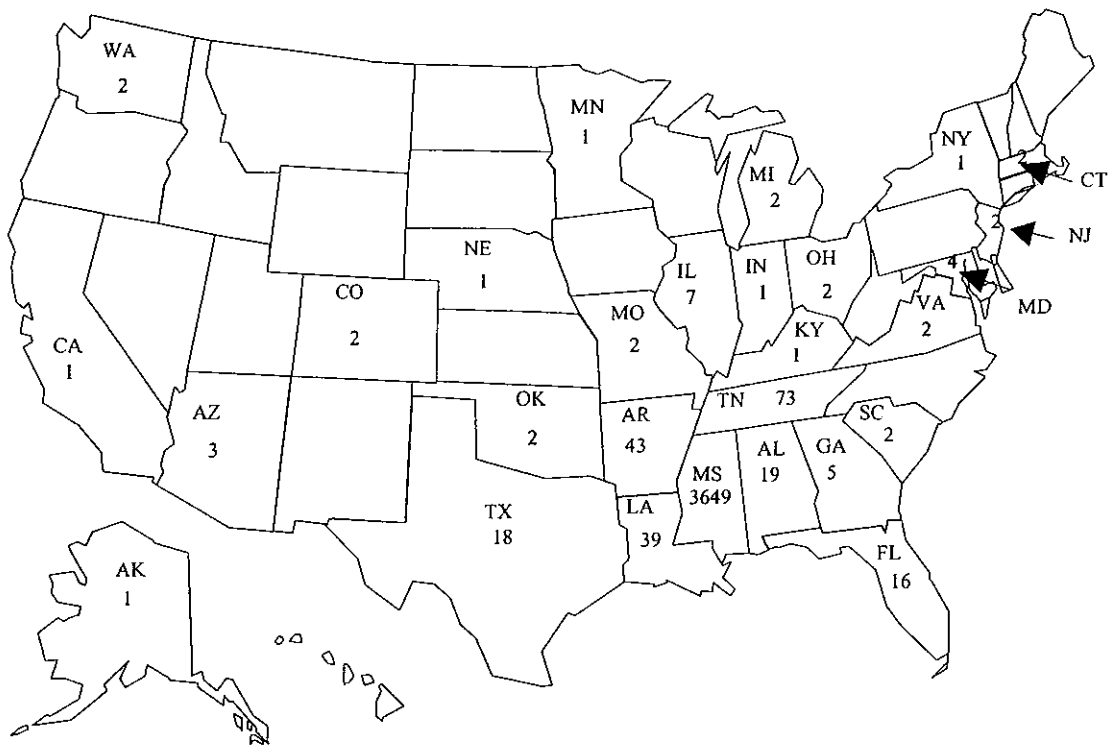 WA
2
MN
1
NY
1
MI
2
CT
2
NJ
NE
1
IL
7
IN
1
OH
2
4
MD
CO
2
MO
2
VA
2
KY
1
CA
1
AZ
3
OK
2
TN 73
AR
43
SC
2
MS
3649
AL
19
GA
5
TX
18
LA
39
FL
16
AK
1